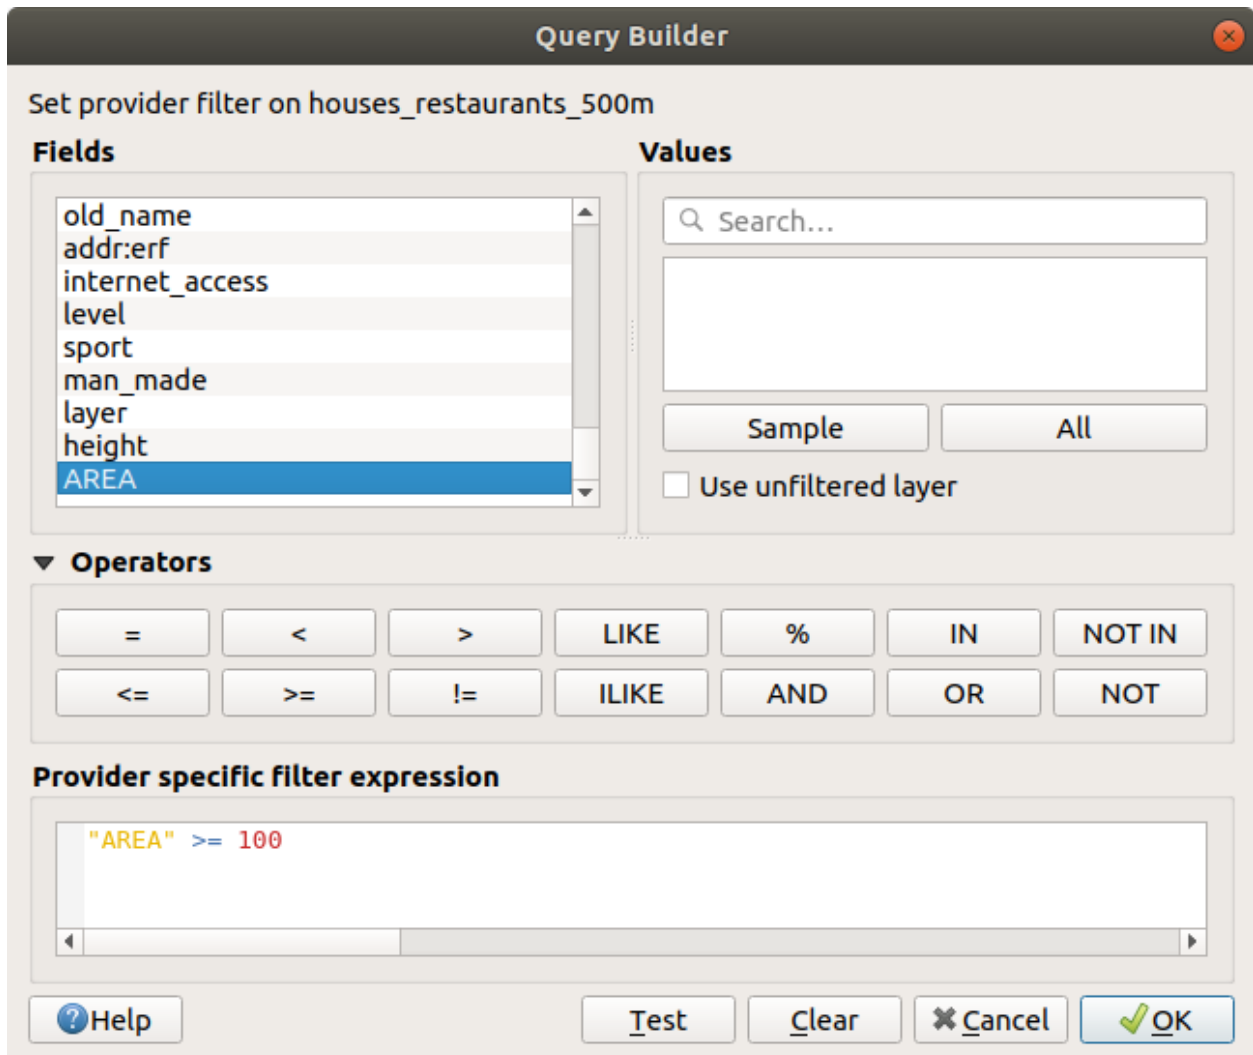 Query Builder
Set provider filter on houses_restaurants_500m
Fields
Values
old_name
addr:erf
internet_access
level
sport
man_made
layer
height
AREA
Search...
Sample
All
Use unfiltered layer
Operators
= < > LIKE % IN NOT IN
<= >= != ILIKE AND OR NOT
Provider specific filter expression
"AREA" >= 100
Help Test Clear Cancel OK